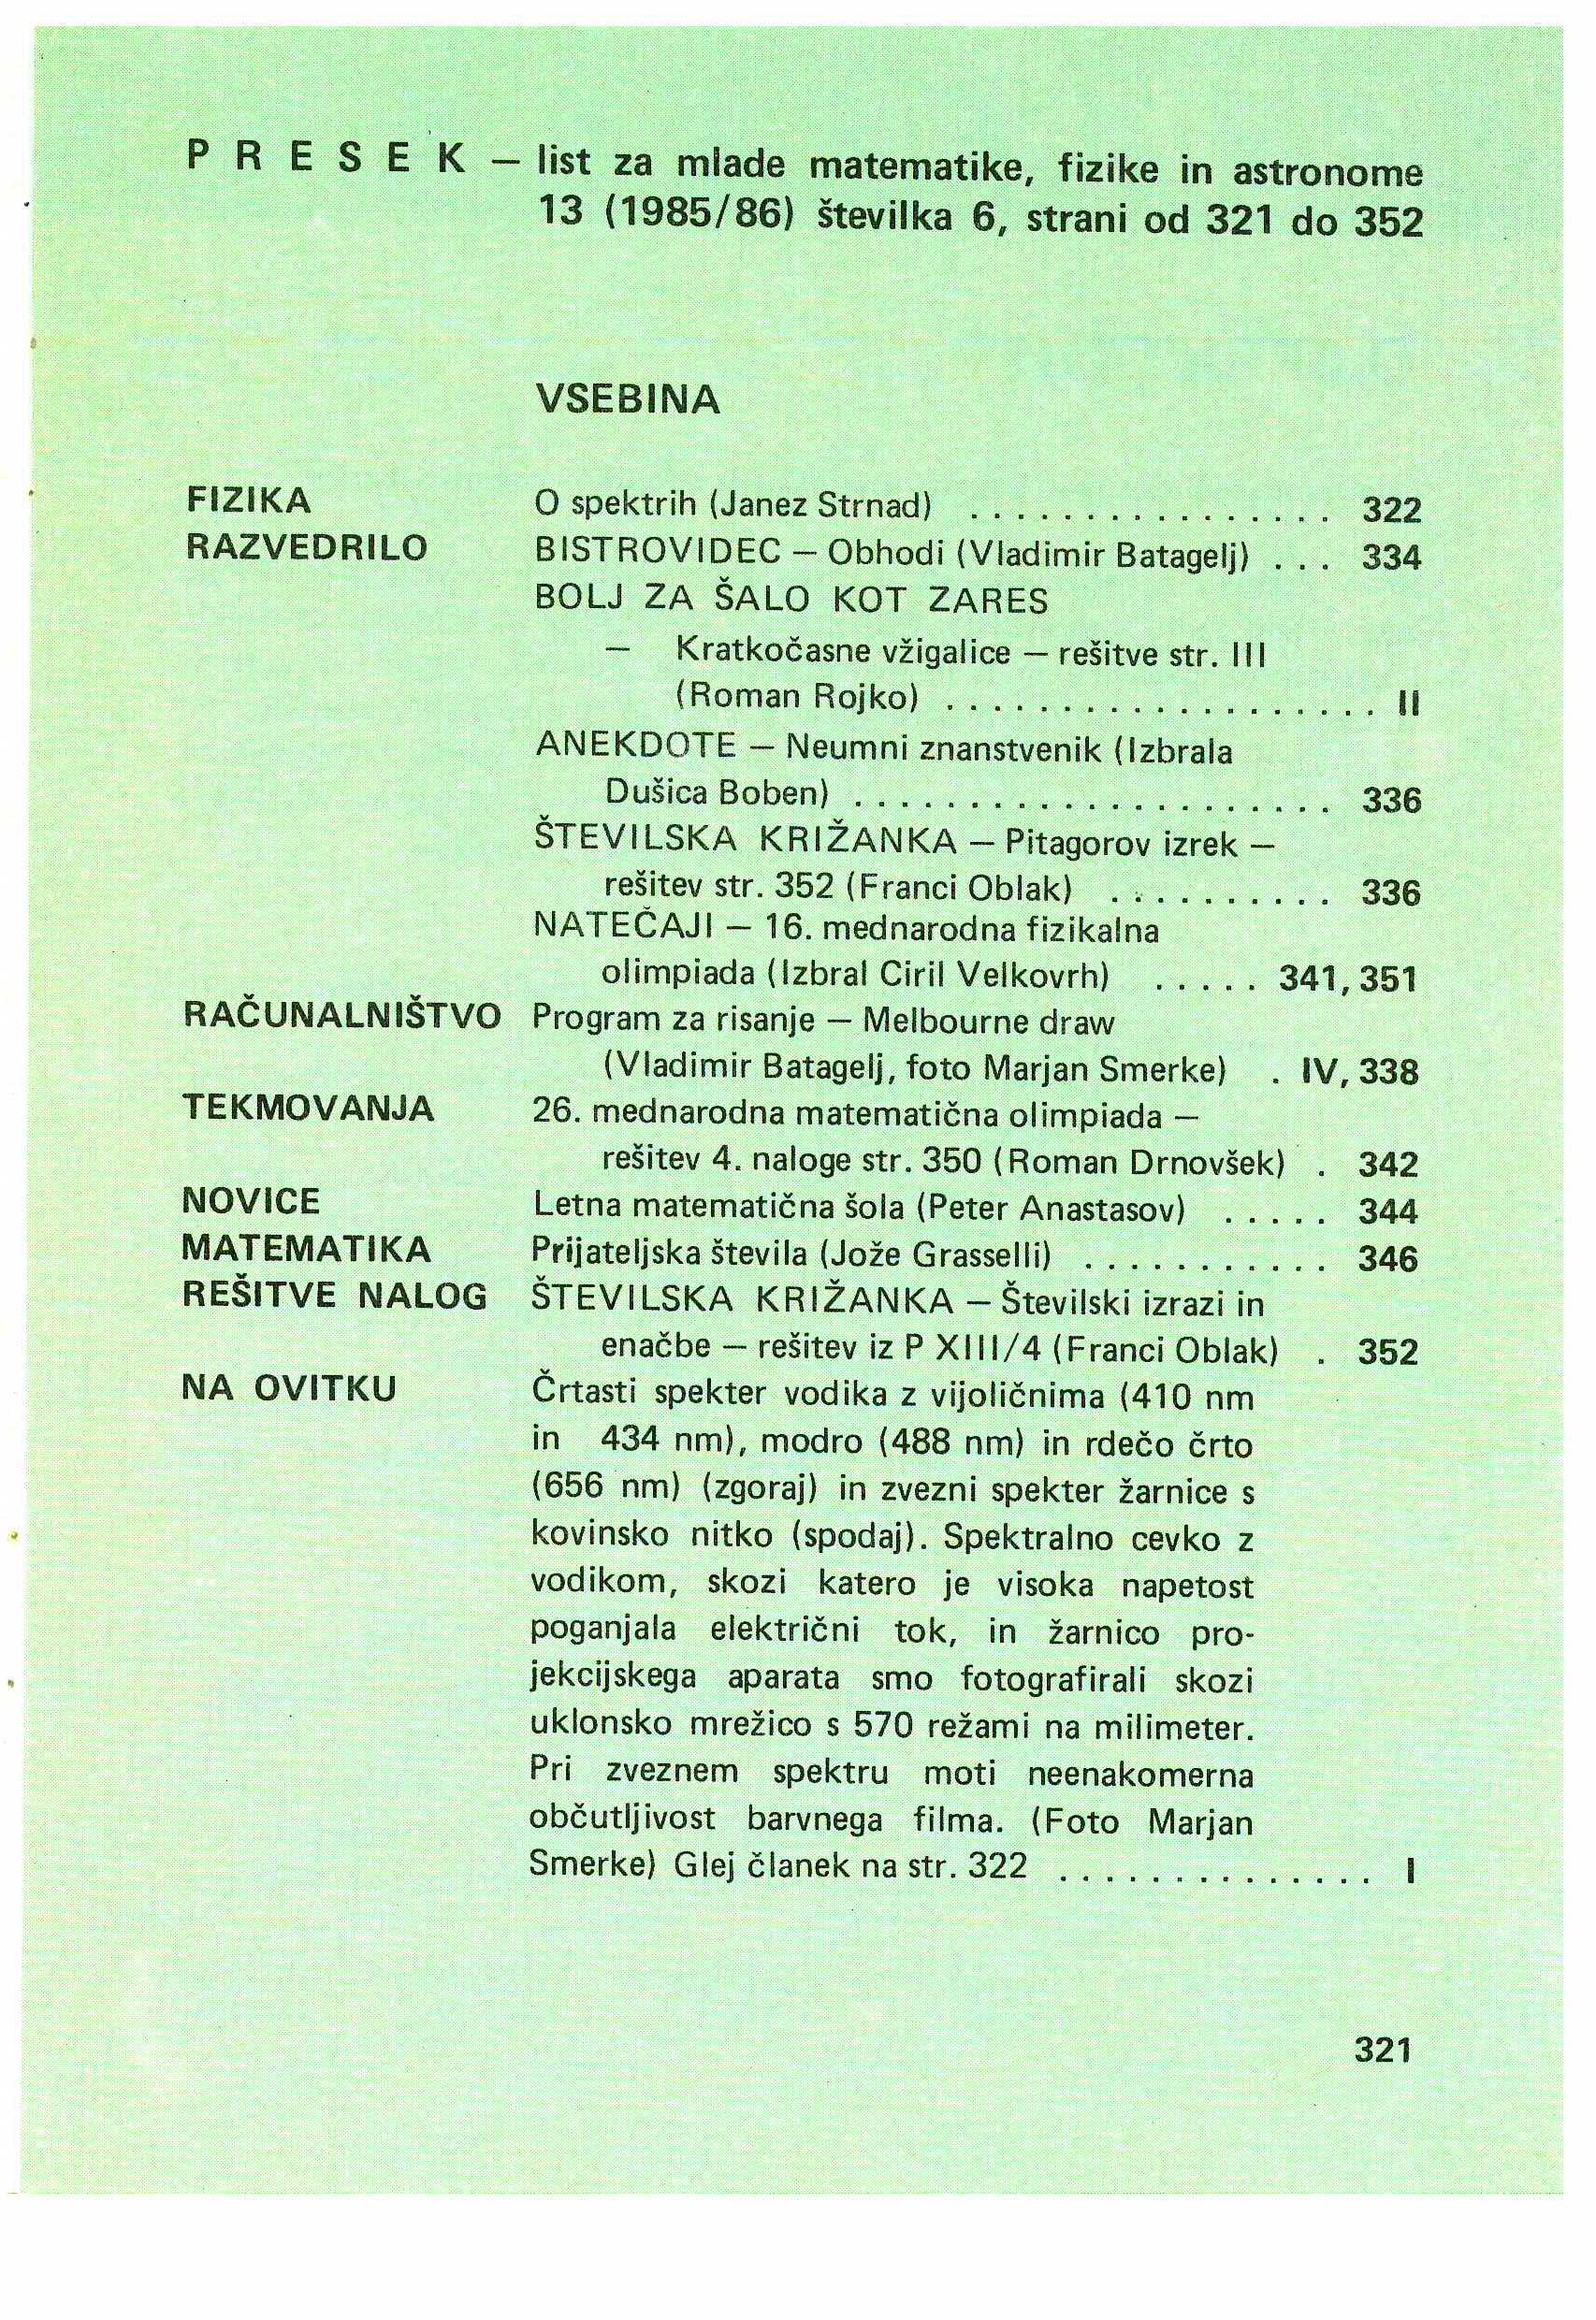 P R E S E K – list za mlade matematike, fizike in astronome
13 (1985/86) številka 6, strani od 321 do 352
VSEBINA
FIZIKA O spektrih (Janez Strnad) . . . . . . . . . . . . . . . . 322
RAZVEDRILO BISTROVIDEC – Obhodi (Vladimir Batagelj) . . . 334
BOLJ ZA ŠALO KOT ZARES
– Kratkočasne vžigalice – rešitve str. III
(Roman Rojko) . . . . . . . . . . . . . . . . . . . II
ANEKDOTE – Neumni znanstvenik (Izbrala
Dušica Boben) . . . . . . . . . . . . . . . . . . . . . 336
ŠTEVILSKA KRIŽANKA – Pitagorov izrek –
rešitev str. 352 (Franci Oblak) . . . . . . . . . . 336
NATEČAJI – 16. mednarodna fizikalna
olimpiada (Izbral Ciril Velkovrh) . . . . . 341, 351
RAČUNALNIŠTVO Program za risanje – Melbourne draw
(Vladimir Batagelj, foto Marjan Smerke) . IV, 338
TEKMOVANJA 26. mednarodna matematična olimpiada –
rešitev 4. naloge str. 350 (Roman Drnovšek) . 342
NOVICE Letna matematična šola (Peter Anastasov) . . . . . 344
MATEMATIKA Prijateljska števila (Jože Grasselli) . . . . . . . . . . . 346
REŠITVE NALOG ŠTEVILSKA KRIŽANKA – Številski izrazi in
enačbe – rešitev iz P XIII/4 (Franci Oblak) . 352
NA OVITKU Črtasti spekter vodika z vijoličnima (410 nm
in 434 nm), modro (488 nm) in rdečo črto
(656 nm) (zgoraj) in zvezni spekter žarnice s
kovinsko nitko (spodaj). Spektralno cevko z
vodikom, skozi katero je visoka napetost
poganjala električni tok, in žarnico pro-
jekcijskega aparata smo fotografirali skozi
uklonsko mrežico s 570 režami na milimeter.
Pri zveznem spektru moti neenakomerna
občutljivost barvnega filma. (Foto Marjan
Smerke) Glej članek na str. 322 . . . . . . . . . . . . . . I
321